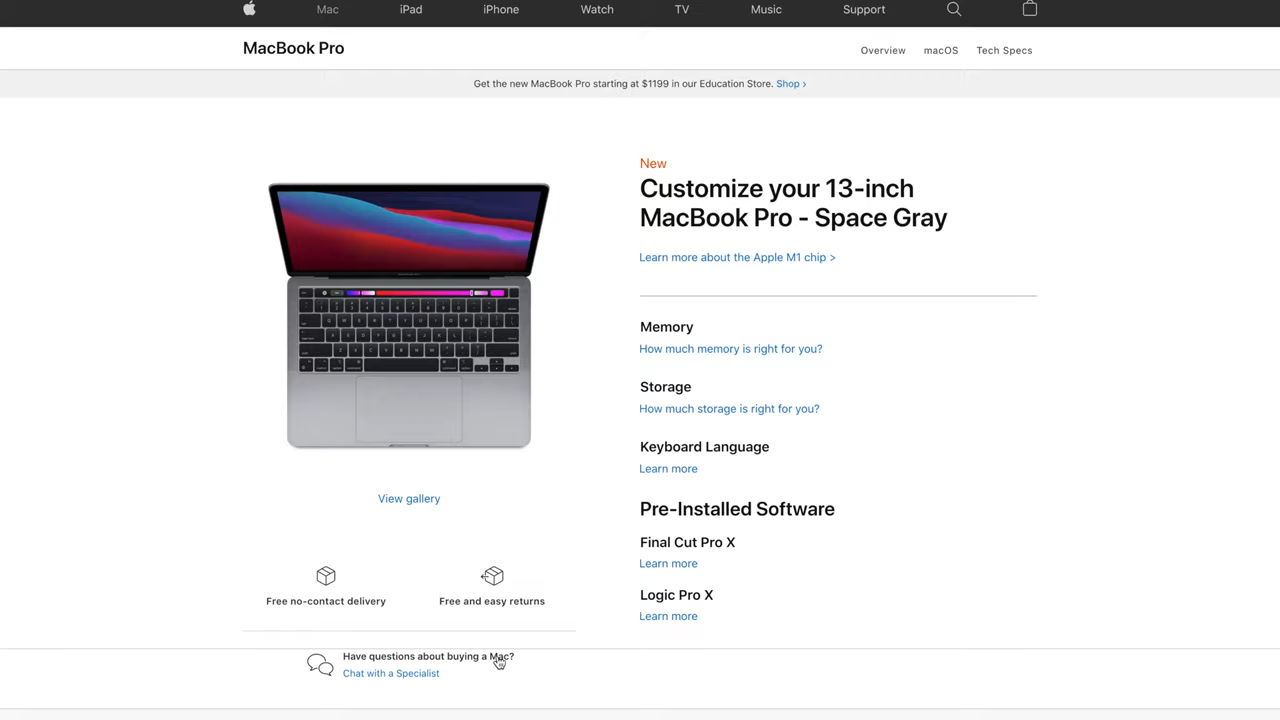 Mac
iPad
iPhone
Watch
TV
Music
Support
MacBook Pro
Overview
macOS
Tech Specs
Get the new MacBook Pro starting at $1199 in our Education Store. Shop ›
New
Customize your 13-inch
MacBook Pro - Space Gray
Learn more about the Apple M1 chip >
Memory
How much memory is right for you?
Storage
How much storage is right for you?
Keyboard Language
Learn more
View gallery
Pre-Installed Software
Final Cut Pro X
Learn more
Free no-contact delivery
Free and easy returns
Logic Pro X
Learn more
Have questions about buying a Mac?
Chat with a Specialist